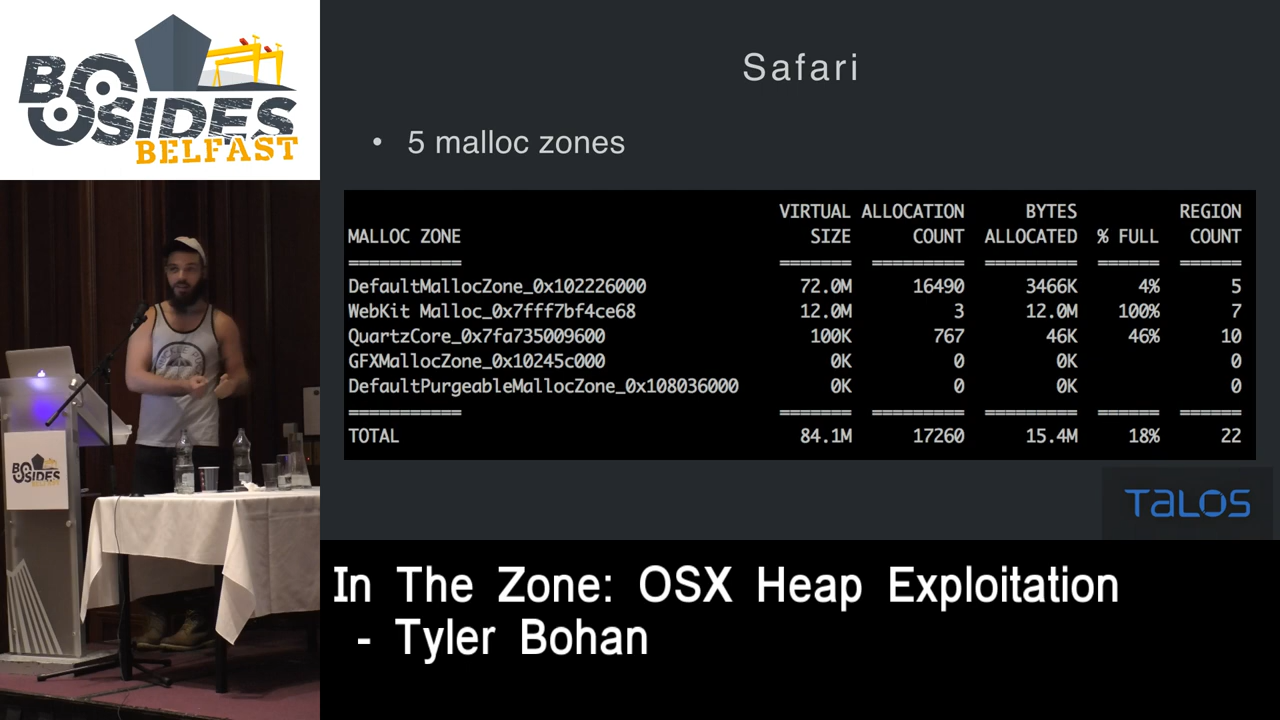 BSIDES
BELFAST
Safari
• 5 malloc zones
VIRTUAL ALLOCATION BYTES REGION
MALLOC ZONE SIZE COUNT ALLOCATED % FULL COUNT
=========== ======= ========= ========= ====== ======
DefaultMallocZone_0x102226000 72.0M 16490 3466K 4% 5
WebKit Malloc_0x7fff7bf4ce68 12.0M 3 12.0M 100% 7
QuartzCore_0x7fa735009600 100K 767 46K 46% 10
GFXMallocZone_0x10245c000 0K 0 0K 0
DefaultPurgeableMallocZone_0x108036000 0K 0 0K 0
=========== ======= ========= ========= ====== ======
TOTAL 84.1M 17260 15.4M 18% 22
TALOS
BSIDES
BELFAST
In The Zone: OSX Heap Exploitation
- Tyler Bohan